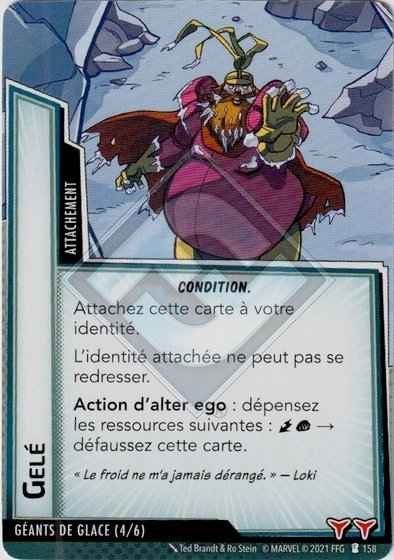 ATTACHEMENT
CONDITION.
Attachez cette carte à votre
identité.
L'identité attachée ne peut pas se
redresser.
Action d'alter ego : dépensez
les ressources suivantes : →
défaussez cette carte.
« Le froid ne m'a jamais dérangé. » – Loki
GELÉ
GÉANTS DE GLACE (4/6)
Ted Brandt & Ro Stein © MARVEL © 2021 FFG 158